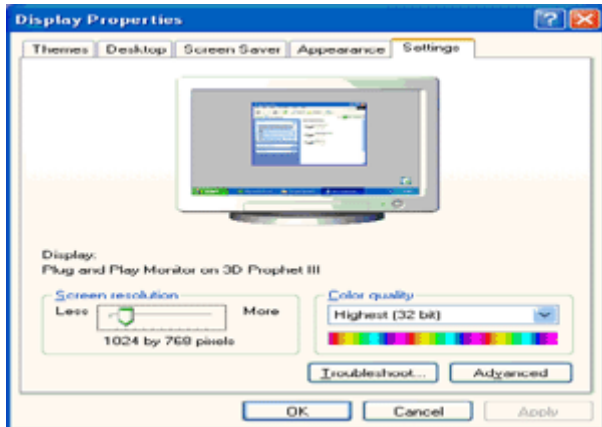 Display Properties
Themes Desktop Screen Saver Appearance Settings
Display:
Plug and Play Monitor on 3D Prophet III
Screen resolution
Less More
1024 by 768 pixels
Color quality
Highest (32 bit)
Troubleshoot... Advanced
OK Cancel Apply